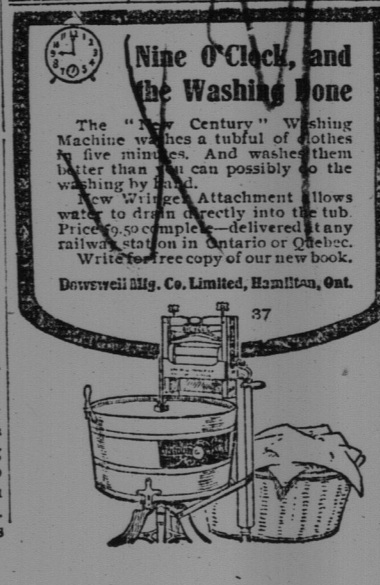 Nine O'Clock, and
the Washing Done
The "New Century" Washing
Machine washes a tubful of clothes
in five minutes. And washes them
better than you can possibly do the
washing by hand.
New Wringer Attachment allows
water to drain directly into the tub.
Price $9.50 complete—delivered at any
railway station in Ontario or Quebec.
Write for free copy of our new book.
Dowswell Mfg. Co. Limited, Hamilton, Ont.
37